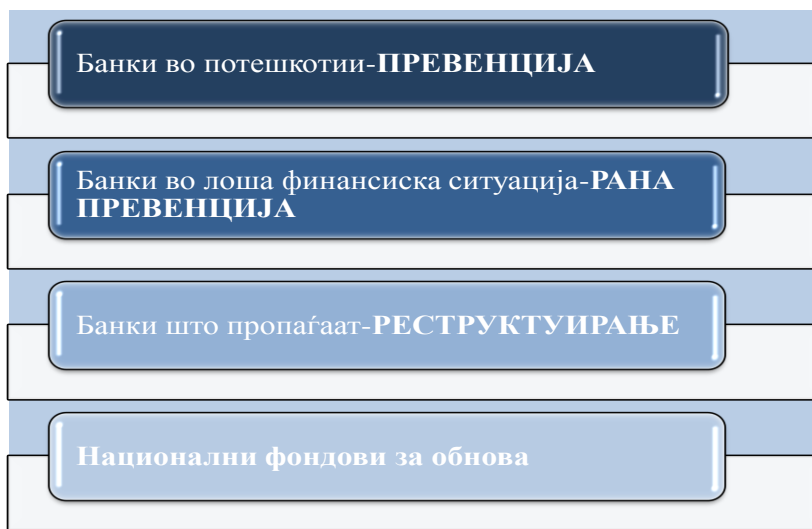 Банки во потешкотии-ПРЕВЕНЦИЈА
Банки во лоша финансиска ситуација-РАНА
ПРЕВЕНЦИЈА
Банки што пропаѓаат-РЕСТРУКТУИРАЊЕ
Национални фондови за обнова